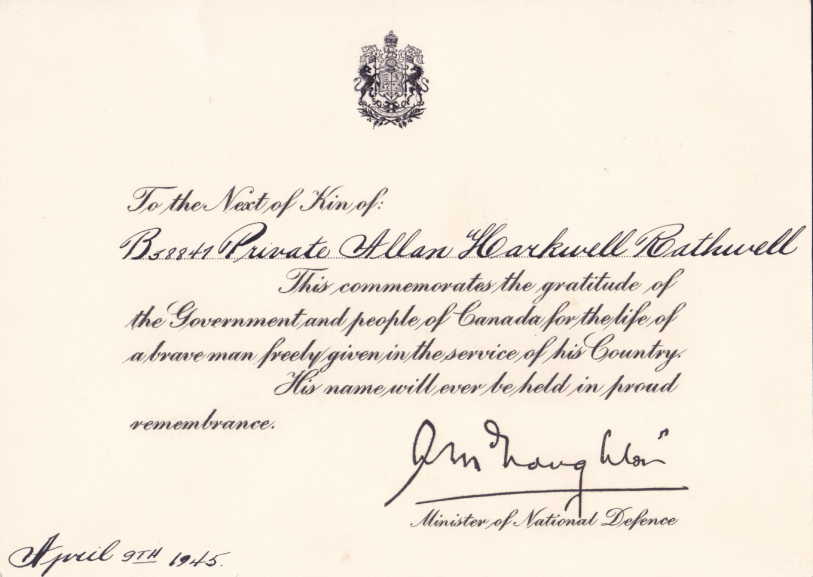 To the Next of Kin of:
B58841 Private Allan Harkwell Rathwell
This commemorates the gratitude of
the Government and people of Canada for the life of
a brave man freely given in the service of his Country.
His name will ever be held in proud
remembrance.
Minister of National Defence
April 9TH 1945.